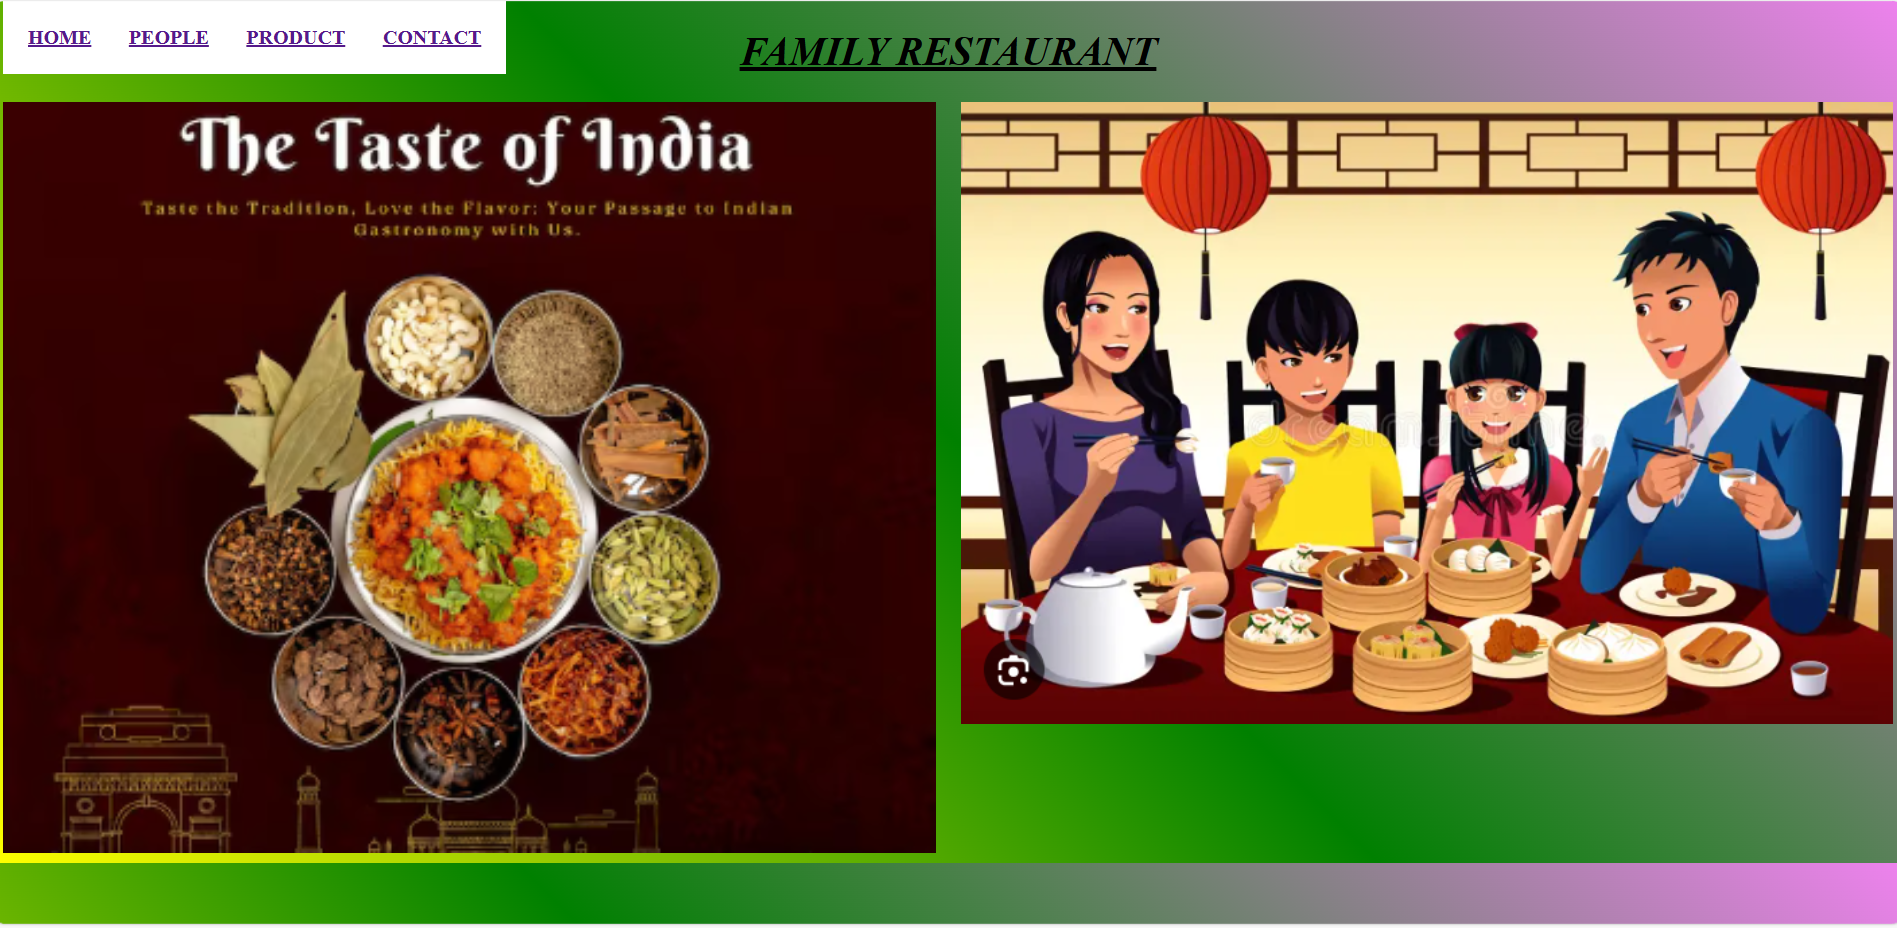 HOME PEOPLE PRODUCT CONTACT
FAMILY RESTAURANT
The Taste of India
Taste the Tradition, Love the Flavor: Your Passage to Indian
Gastronomy with Us.
dreamstime